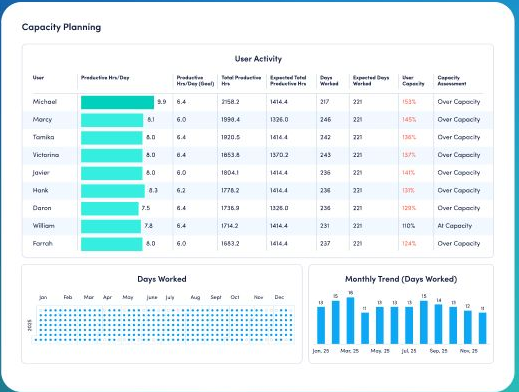 Capacity Planning
User Activity
User Productive Hrs/Day Productive Hrs/Day (Goal) Total Productive Hrs Expected Total Productive Hrs Days Worked Expected Days Worked User Capacity Capacity Assessment
Michael 9.9 6.4 2158.2 1414.4 217 221 153% Over Capacity
Marcy 8.1 6.0 1998.4 1326.0 246 221 145% Over Capacity
Tamika 8.0 6.4 1920.5 1414.4 242 221 136% Over Capacity
Victorina 8.0 6.4 1853.8 1370.2 243 221 137% Over Capacity
Javier 8.0 6.0 1804.1 1414.4 236 221 141% Over Capacity
Hank 8.3 6.2 1778.2 1414.4 236 221 131% Over Capacity
Daron 7.5 6.4 1736.9 1326.0 236 221 129% Over Capacity
William 7.8 6.4 1714.2 1414.4 231 221 110% At Capacity
Farrah 8.0 6.0 1683.2 1414.4 237 221 124% Over Capacity
Days Worked
Jan Feb Mar Apr May June July Aug Sept Oct Nov Dec
2025
Monthly Trend (Days Worked)
13 15 16 11 13 13 13 15 14 13 12 11
Jan, 25 Mar, 25 May, 25 Jul, 25 Sep, 25 Nov, 25